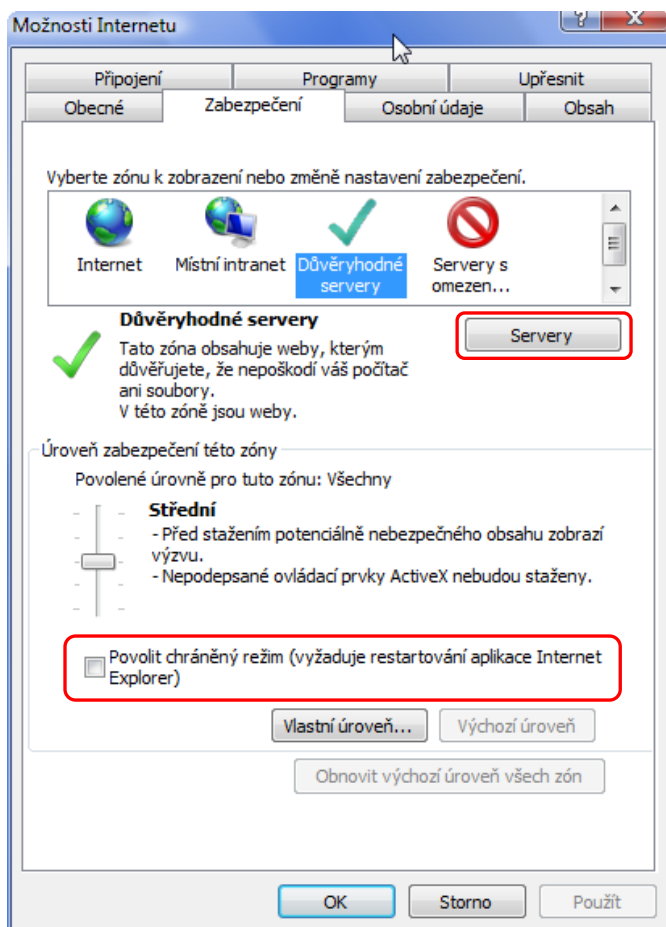 Možnosti Internetu
Připojení Programy Upřesnit
Obecné Zabezpečení Osobní údaje Obsah
Vyberte zónu k zobrazení nebo změně nastavení zabezpečení.
Internet Místní intranet Důvěryhodné servery Servery s omezen...
Důvěryhodné servery
Servery
Tato zóna obsahuje weby, kterým
důvěřujete, že nepoškodí váš počítač
ani soubory.
V této zóně jsou weby.
Úroveň zabezpečení této zóny
Povolené úrovně pro tuto zónu: Všechny
Střední
- Před stažením potenciálně nebezpečného obsahu zobrazí
výzvu.
- Nepodepsané ovládací prvky ActiveX nebudou staženy.
Povolit chráněný režim (vyžaduje restartování aplikace Internet
Explorer)
Vlastní úroveň... Výchozí úroveň
Obnovit výchozí úroveň všech zón
OK Storno Použít